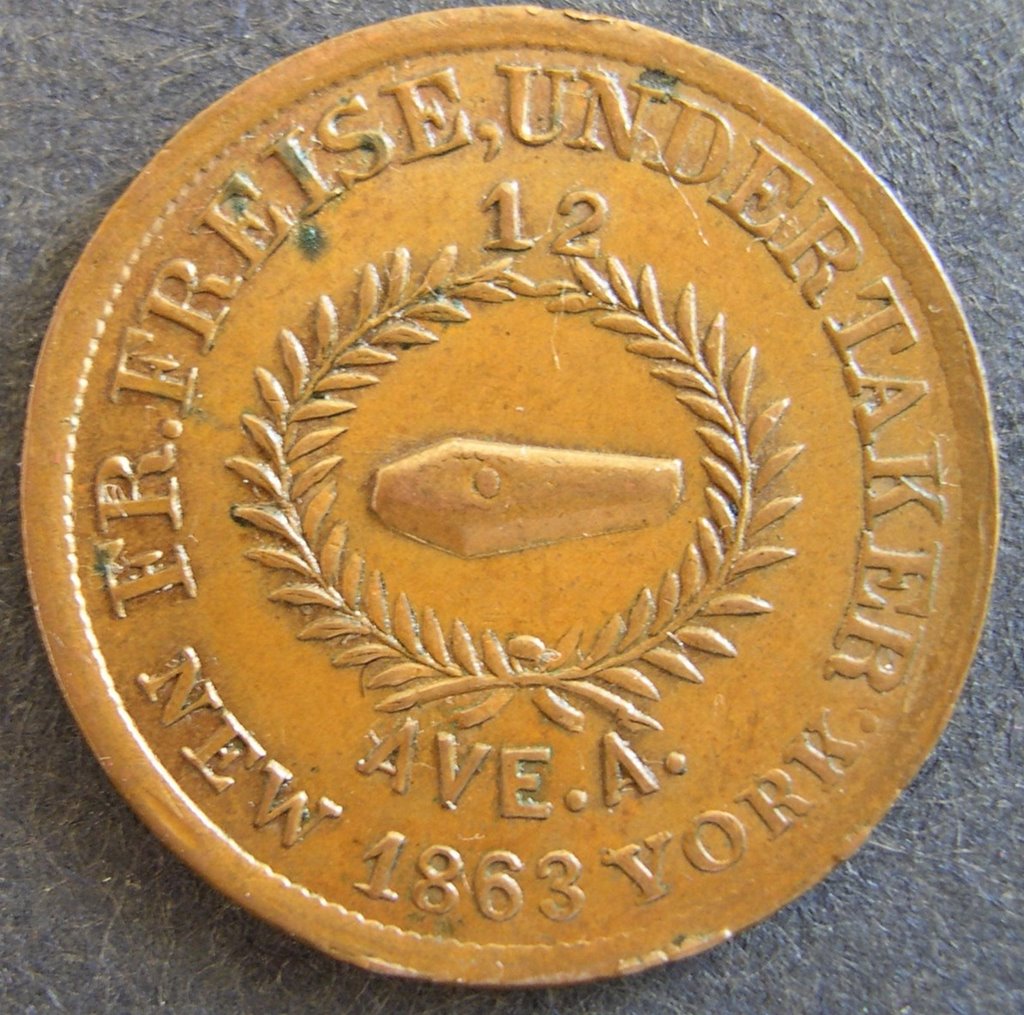 FR. FREISE, UNDERTAKER
12
AVE. A.
NEW 1863 YORK.